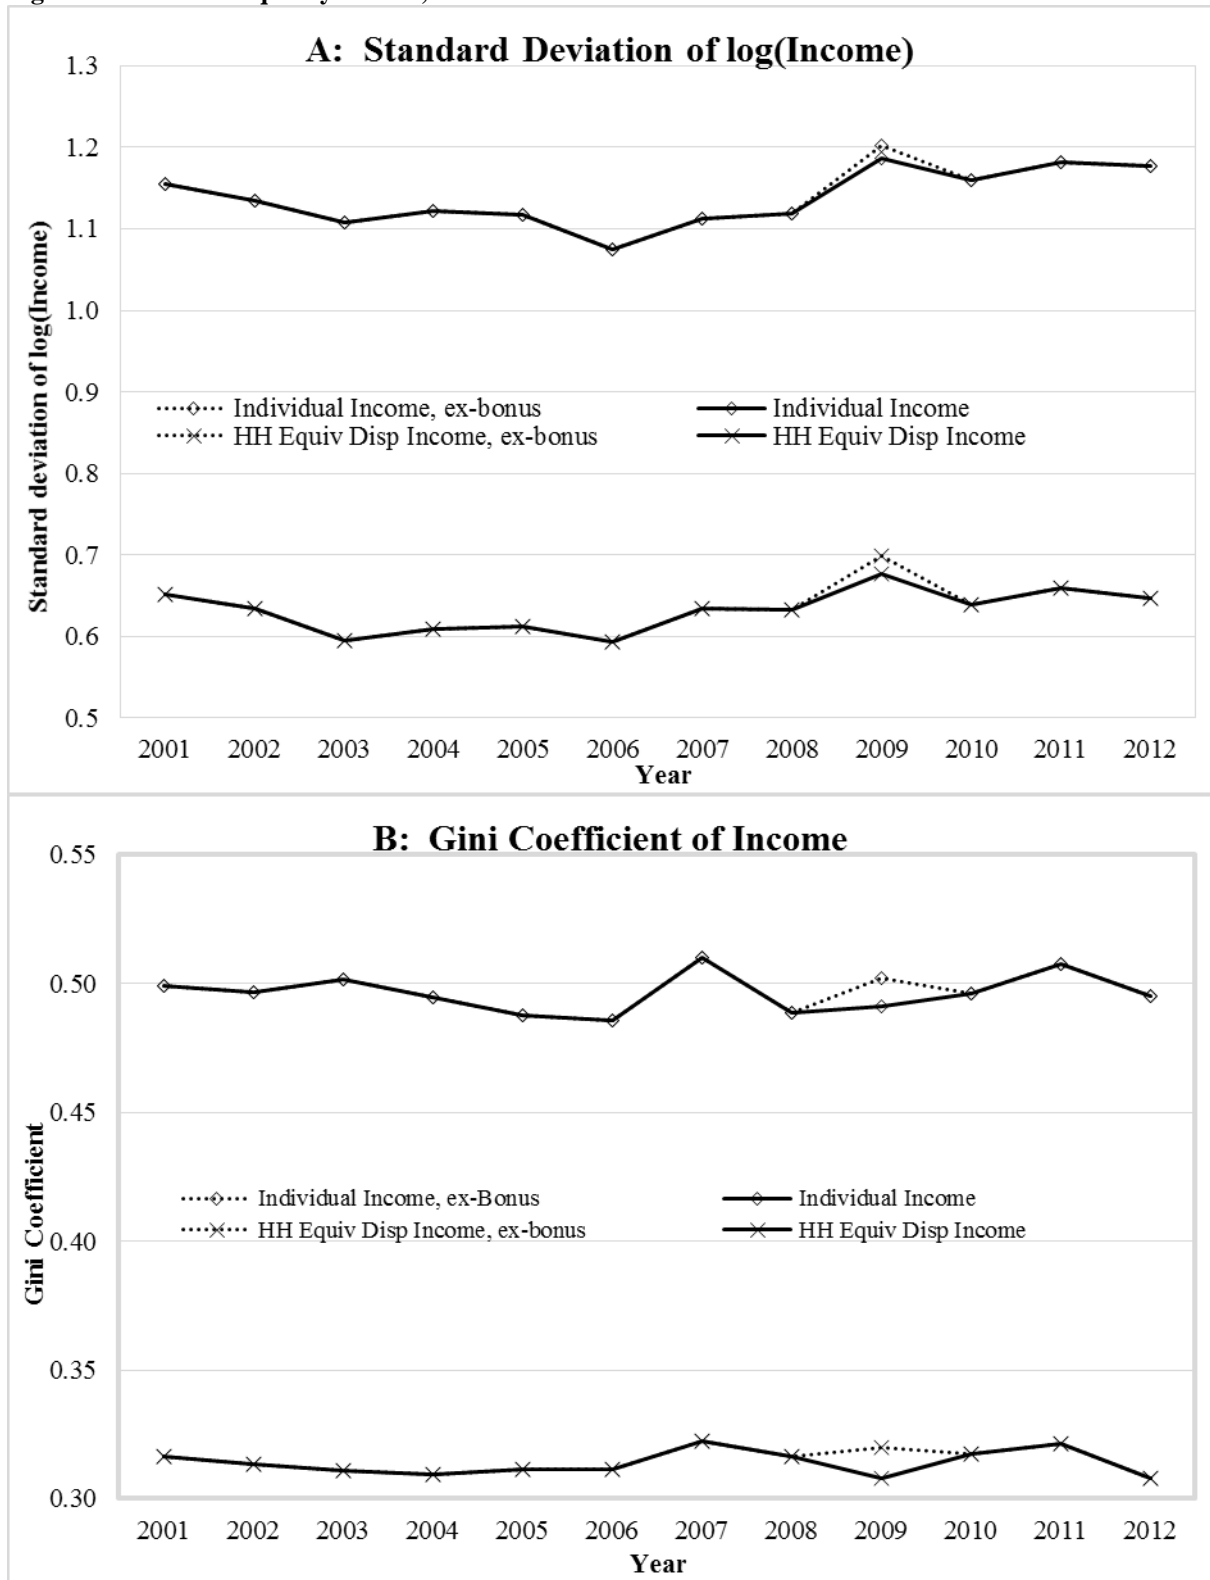 A: Standard Deviation of log(Income)
1.3
1.2
1.1
1.0
0.9
0.8
0.7
0.6
0.5
Standard deviation of log(Income)
Individual Income, ex-bonus Individual Income
HH Equiv Disp Income, ex-bonus HH Equiv Disp Income
2001 2002 2003 2004 2005 2006 2007 2008 2009 2010 2011 2012
Year
B: Gini Coefficient of Income
0.55
0.50
0.45
0.40
0.35
0.30
Gini Coefficient
Individual Income, ex-Bonus Individual Income
HH Equiv Disp Income, ex-bonus HH Equiv Disp Income
2001 2002 2003 2004 2005 2006 2007 2008 2009 2010 2011 2012
Year